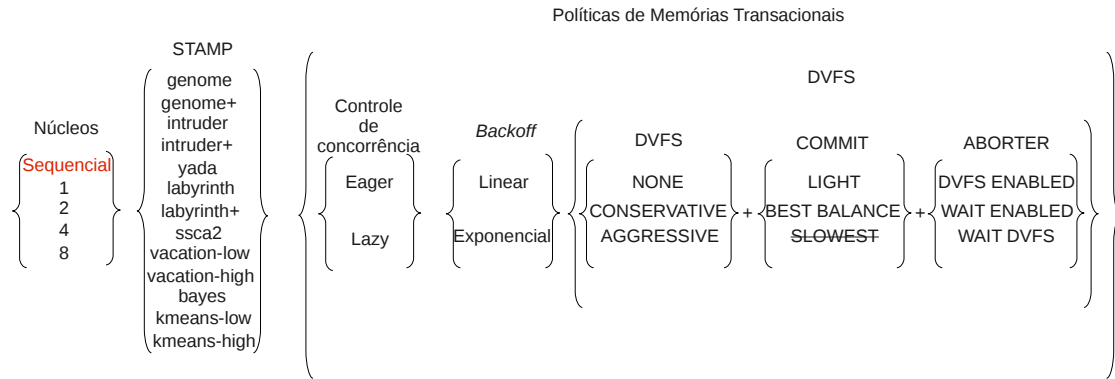 Políticas de Memórias Transacionais
Núcleos
Sequencial
1
2
4
8
STAMP
genome
genome+
intruder
intruder+
yada
labyrinth
labyrinth+
ssca2
vacation-low
vacation-high
bayes
kmeans-low
kmeans-high
Controle
de
concorrência
Eager
Lazy
Backoff
Linear
Exponencial
DVFS
DVFS
NONE
CONSERVATIVE
AGGRESSIVE
+
COMMIT
LIGHT
BEST BALANCE
SLOWEST
+
ABORTER
DVFS ENABLED
WAIT ENABLED
WAIT DVFS